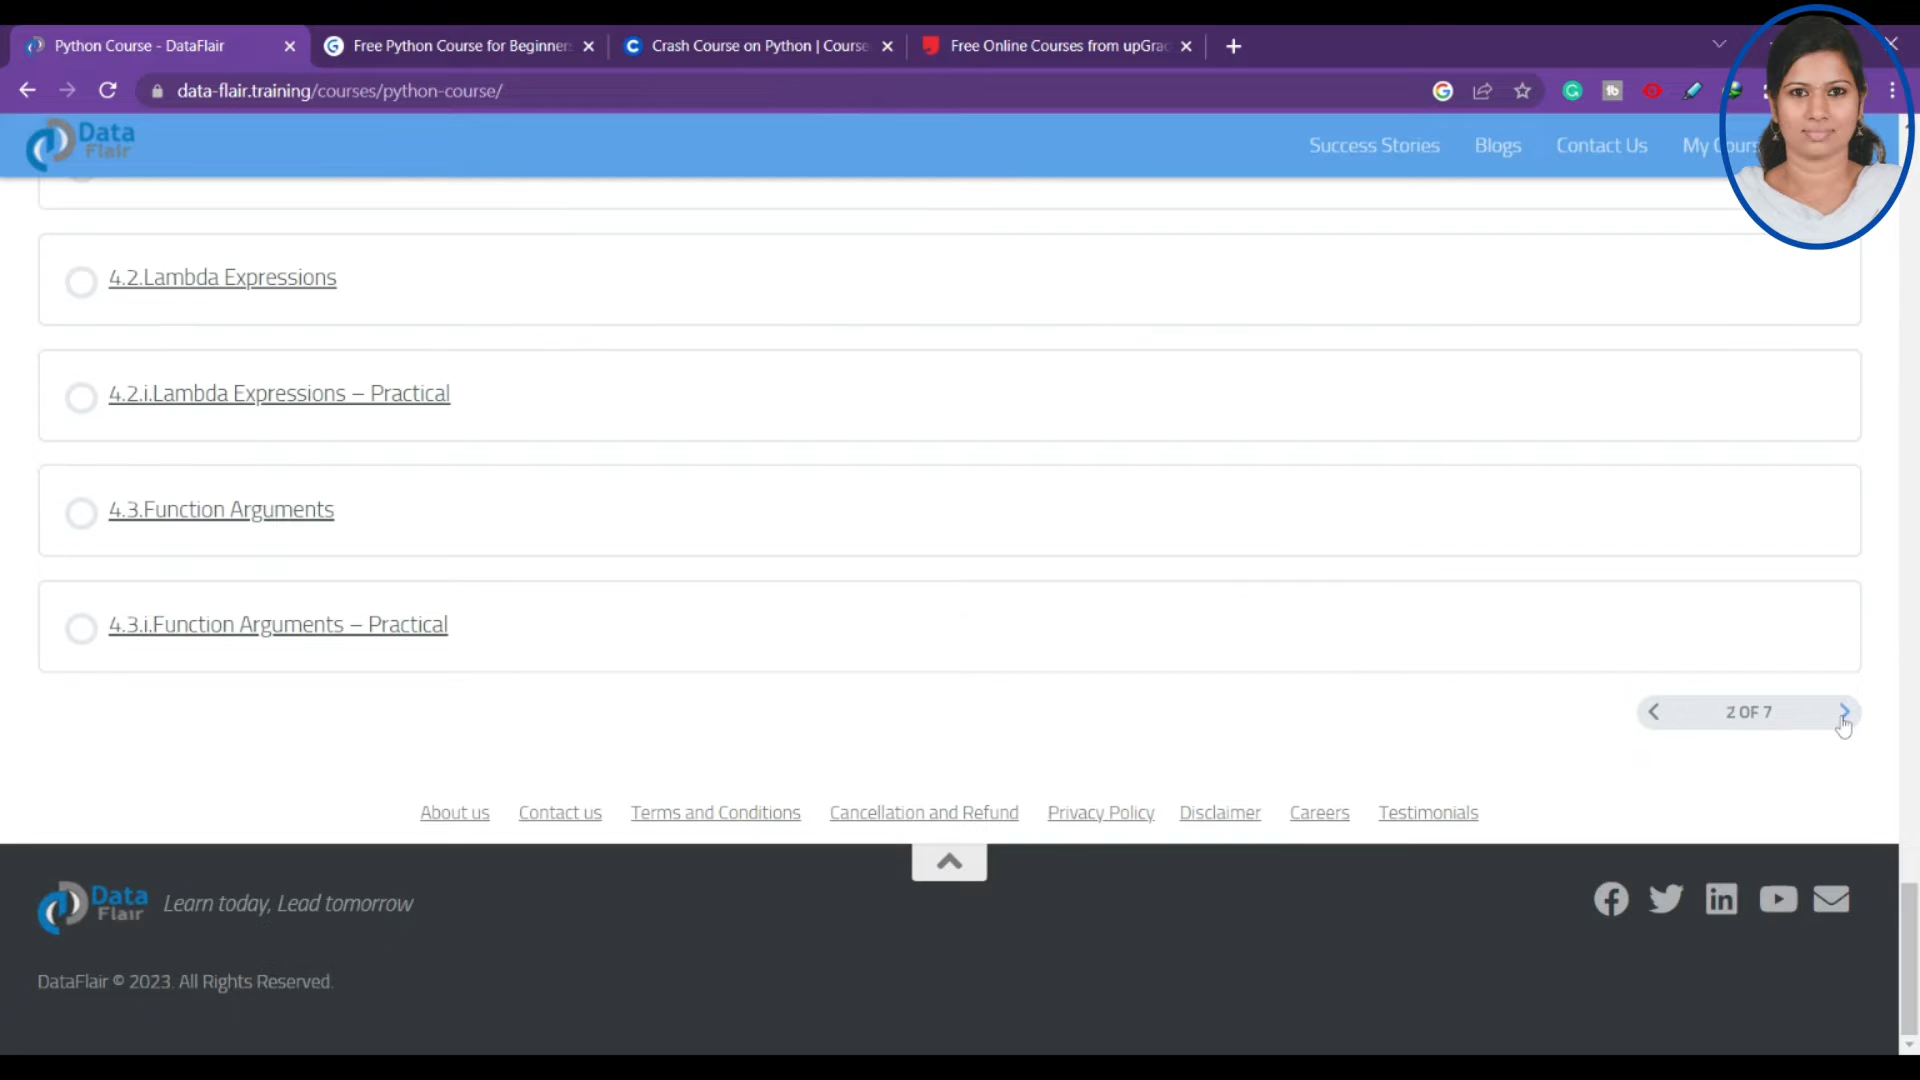 Python Course - DataFlair
Free Python Course for Beginner
Crash Course on Python | Course
Free Online Courses from upGrad
data-flair.training/courses/python-course/
Data Flair
Success Stories
Blogs
Contact Us
My Cours
4.2.Lambda Expressions
4.2.i.Lambda Expressions – Practical
4.3.Function Arguments
4.3.i.Function Arguments – Practical
2 OF 7
About us
Contact us
Terms and Conditions
Cancellation and Refund
Privacy Policy
Disclaimer
Careers
Testimonials
Data Flair
Learn today, Lead tomorrow
DataFlair © 2023. All Rights Reserved.